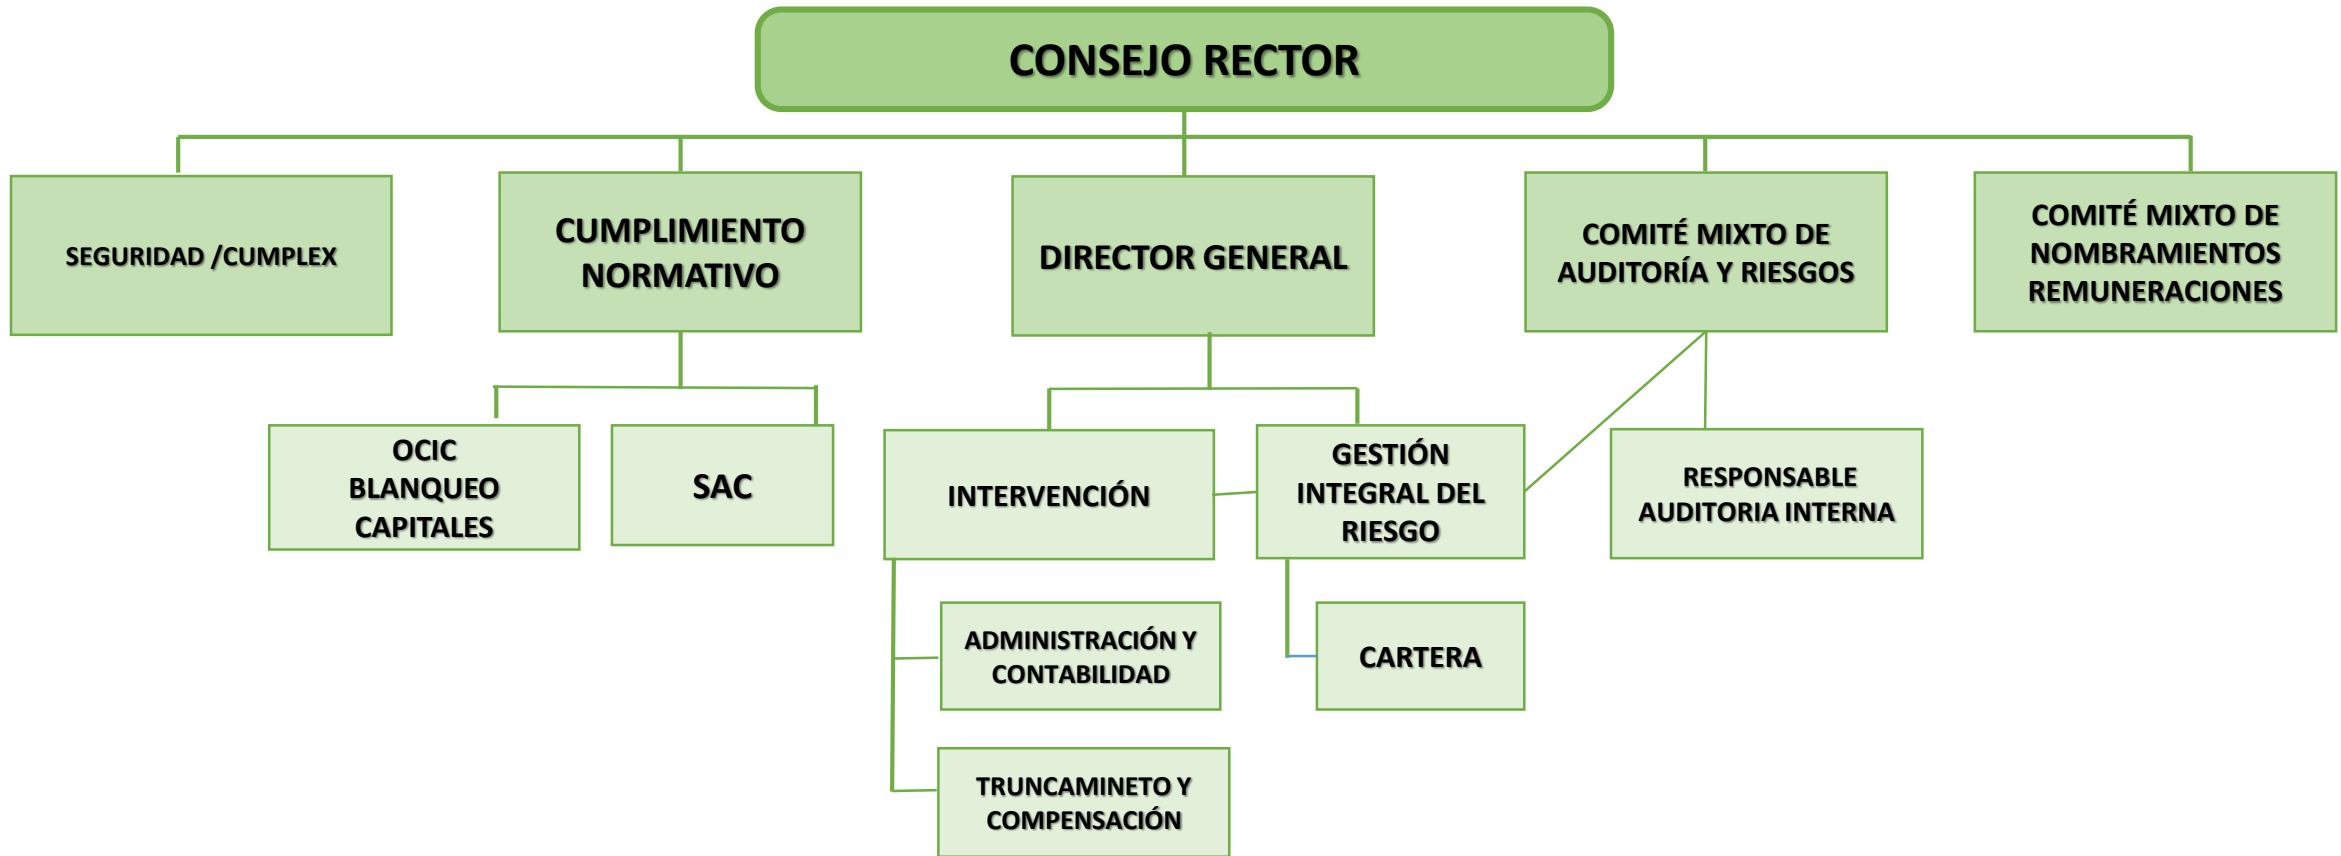 CONSEJO RECTOR
SEGURIDAD /CUMPLEX
CUMPLIMIENTO
NORMATIVO
DIRECTOR GENERAL
COMITÉ MIXTO DE
AUDITORÍA Y RIESGOS
COMITÉ MIXTO DE
NOMBRAMIENTOS
REMUNERACIONES
OCIC
BLANQUEO
CAPITALES
SAC
INTERVENCIÓN
GESTIÓN
INTEGRAL DEL
RIESGO
RESPONSABLE
AUDITORIA INTERNA
ADMINISTRACIÓN Y
CONTABILIDAD
CARTERA
TRUNCAMINETO Y
COMPENSACIÓN